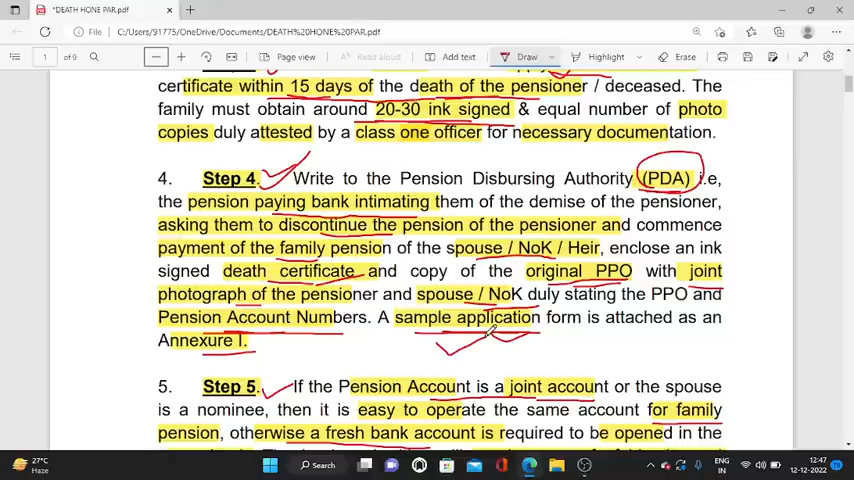 *DEATH HONE PAR.pdf
File
C:/Users/91775/OneDrive/Documents/DEATH%20HONE%20PAR.pdf
1 of 9
Page view
Read aloud
Add text
Draw
Highlight
Erase
certificate within 15 days of the death of the pensioner / deceased. The
family must obtain around 20-30 ink signed & equal number of photo
copies duly attested by a class one officer for necessary documentation.
4. Step 4. Write to the Pension Disbursing Authority (PDA) i.e,
the pension paying bank intimating them of the demise of the pensioner,
asking them to discontinue the pension of the pensioner and commence
payment of the family pension of the spouse / NoK / Heir, enclose an ink
signed death certificate and copy of the original PPO with joint
photograph of the pensioner and spouse / NoK duly stating the PPO and
Pension Account Numbers. A sample application form is attached as an
Annexure I.
5. Step 5. If the Pension Account is a joint account or the spouse
is a nominee, then it is easy to operate the same account for family
pension, otherwise a fresh bank account is required to be opened in the
27°C
Haze
Search
ENG
IN
12:47
12-12-2022